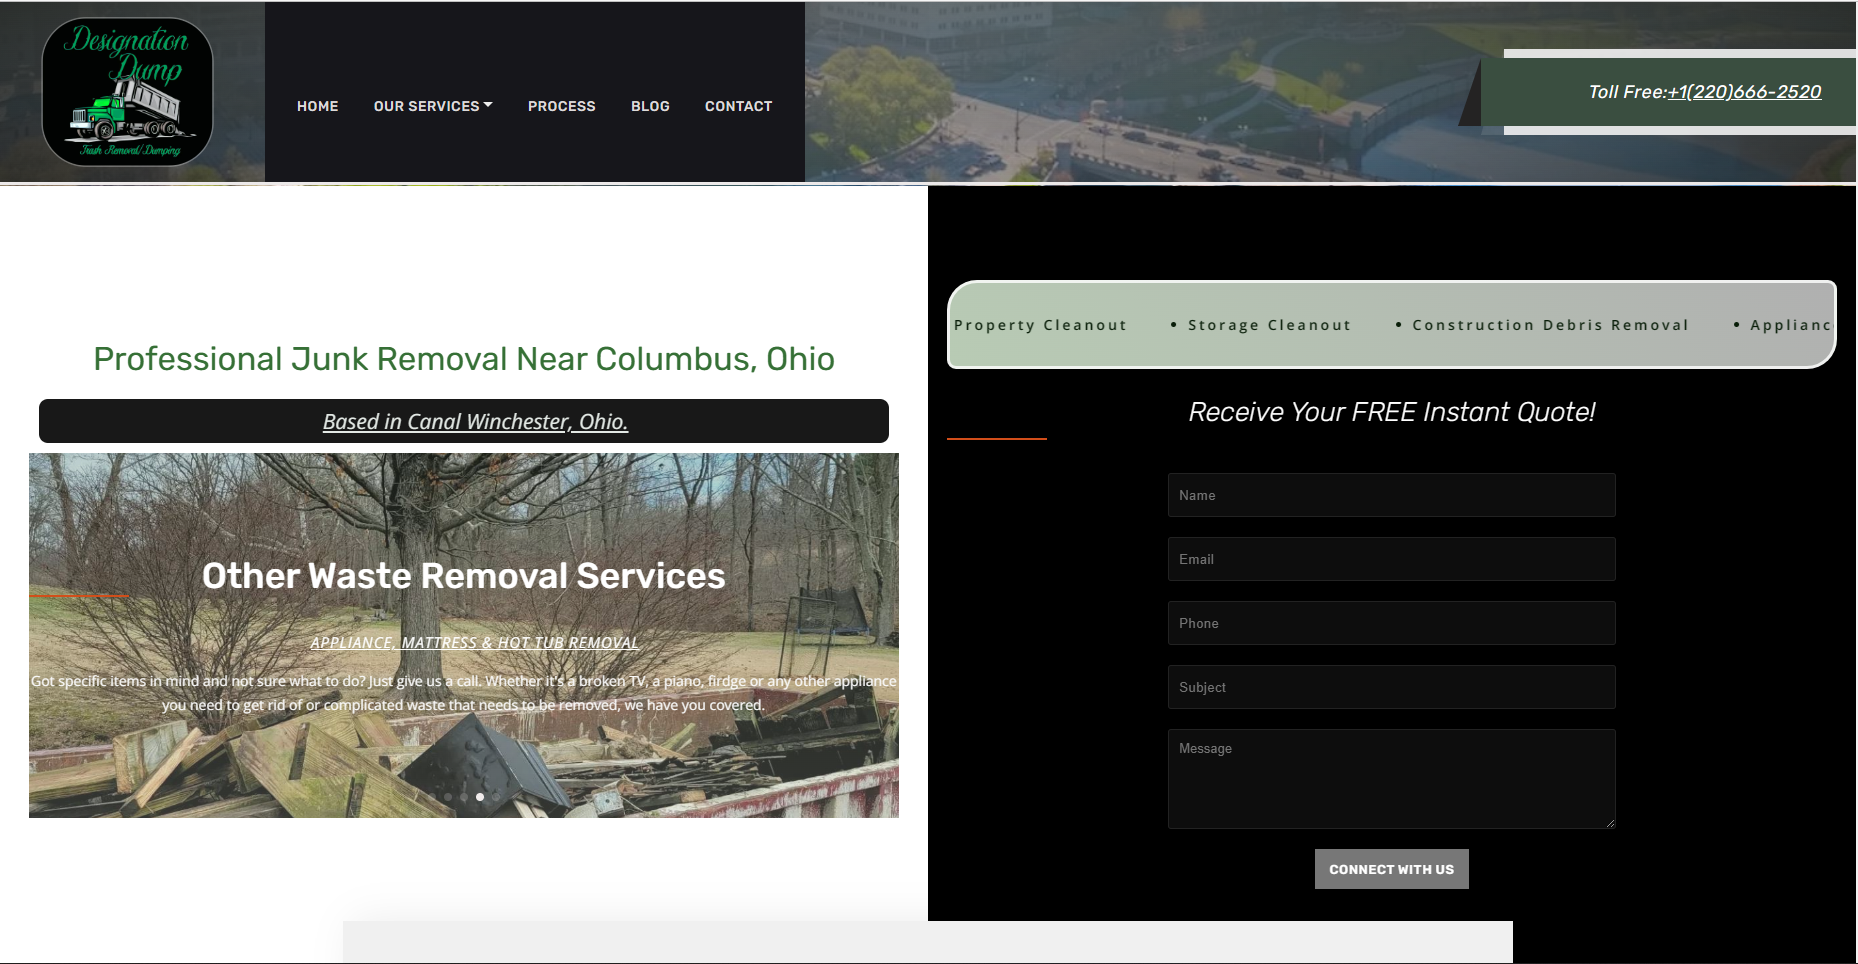 Designation
Dump
Trash Removal/Dumping
HOME
OUR SERVICES
PROCESS
BLOG
CONTACT
Toll Free:+1(220)666-2520
Professional Junk Removal Near Columbus, Ohio
Based in Canal Winchester, Ohio.
Other Waste Removal Services
APPLIANCE, MATTRESS & HOT TUB REMOVAL
Got specific items in mind and not sure what to do? Just give us a call. Whether it's a broken TV, a piano, firdge or any other appliance
you need to get rid of or complicated waste that needs to be removed, we have you covered.
Property Cleanout • Storage Cleanout • Construction Debris Removal • Applianc
Receive Your FREE Instant Quote!
Name
Email
Phone
Subject
Message
CONNECT WITH US